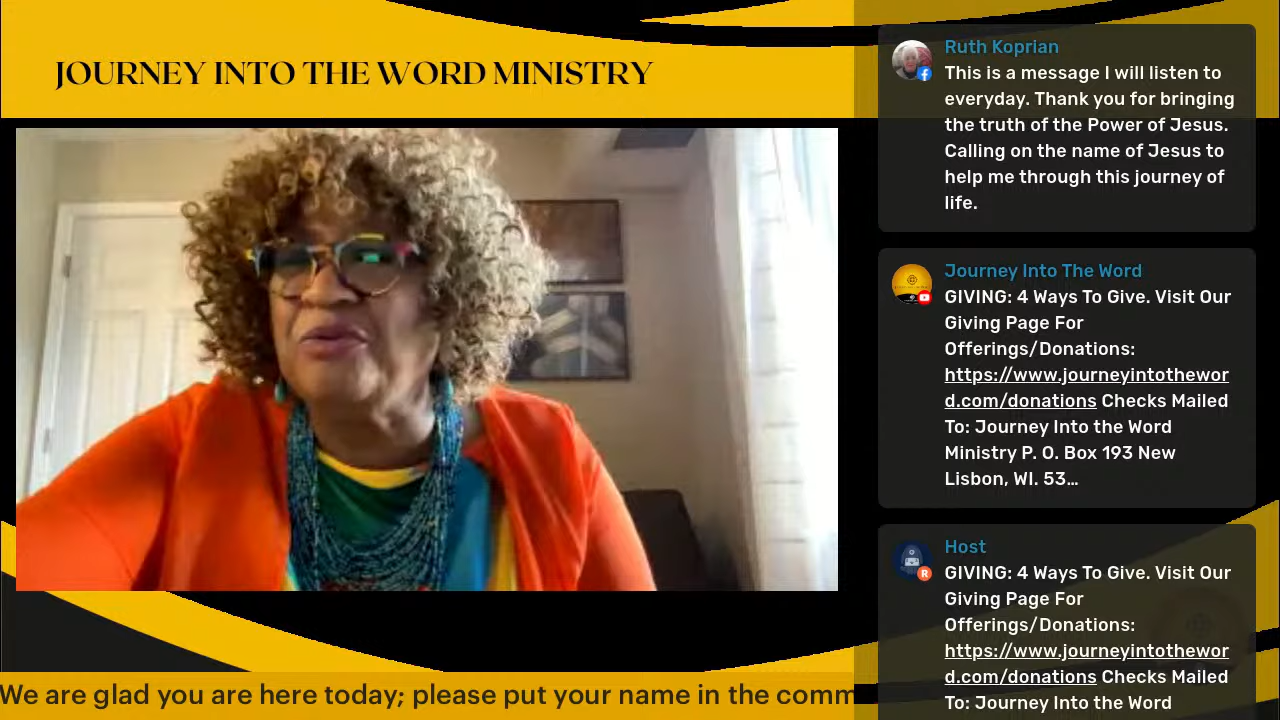 JOURNEY INTO THE WORD MINISTRY
Ruth Koprian
This is a message I will listen to
everyday. Thank you for bringing
the truth of the Power of Jesus.
Calling on the name of Jesus to
help me through this journey of
life.
Journey Into The Word
GIVING: 4 Ways To Give. Visit Our
Giving Page For
Offerings/Donations:
https://www.journeyintothewor
d.com/donations Checks Mailed
To: Journey Into the Word
Ministry P. O. Box 193 New
Lisbon, WI. 53…
Host
R
GIVING: 4 Ways To Give. Visit Our
Giving Page For
Offerings/Donations:
https://www.journeyintothewor
d.com/donations Checks Mailed
To: Journey Into the Word
We are glad you are here today; please put your name in the comm